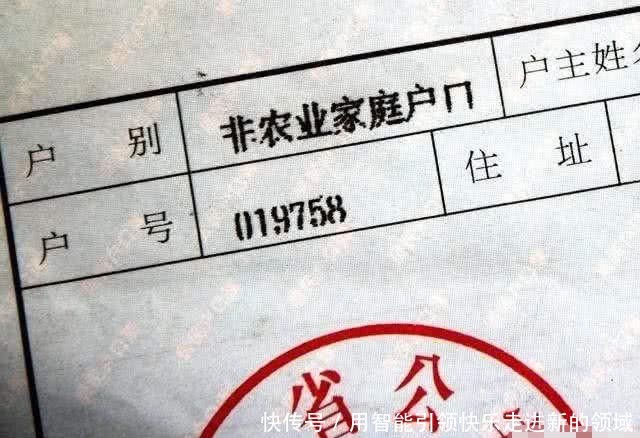 户别 非农业家庭户口 户主姓
户号 019758 住址
省公
快传号 / 用智能引领快乐走进新的领域